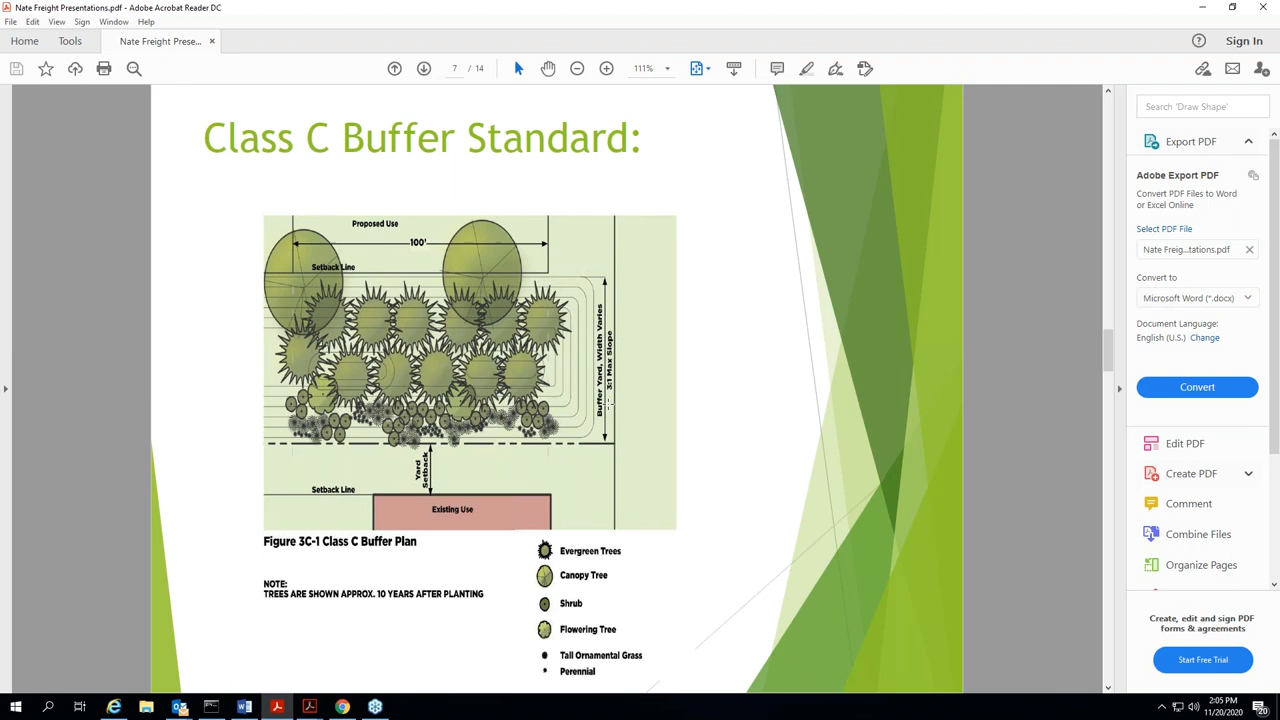 Nate Freight Presentations.pdf - Adobe Acrobat Reader DC
File Edit View Sign Window Help
Home Tools Nate Freight Prese... × Sign In
7 / 14 111%
Class C Buffer Standard:
Proposed Use
100'
Setback Line
Buffer Yard, Width Varies
3:1 Max Slope
Yard
Setback
Setback Line
Existing Use
Figure 3C-1 Class C Buffer Plan
NOTE:
TREES ARE SHOWN APPROX. 10 YEARS AFTER PLANTING
Evergreen Trees
Canopy Tree
Shrub
Flowering Tree
Tall Ornamental Grass
Perennial
Search 'Draw Shape'
Export PDF
Adobe Export PDF
Convert PDF Files to Word
or Excel Online
Select PDF File
Nate Freig...tations.pdf
Convert to
Microsoft Word (*.docx)
Document Language:
English (U.S.) Change
Convert
Edit PDF
Create PDF
Comment
Combine Files
Organize Pages
Create, edit and sign PDF
forms & agreements
Start Free Trial
2:05 PM
11/20/2020
20